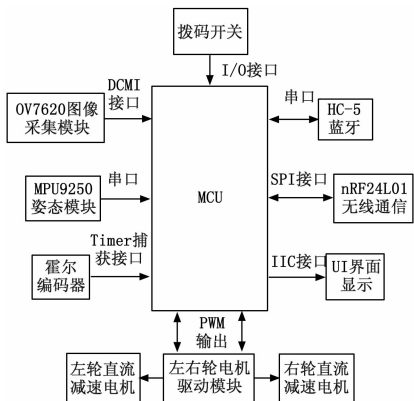 拨码开关
I/O接口
DCMI
接口
OV7620图像
采集模块
串口
HC-5
蓝牙
MPU9250
姿态模块
串口
MCU
SPI接口
nRF24L01
无线通信
Timer捕
获接口
霍尔
编码器
IIC接口
UI界面
显示
PWM
输出
左轮直流
减速电机
左右轮电机
驱动模块
右轮直流
减速电机